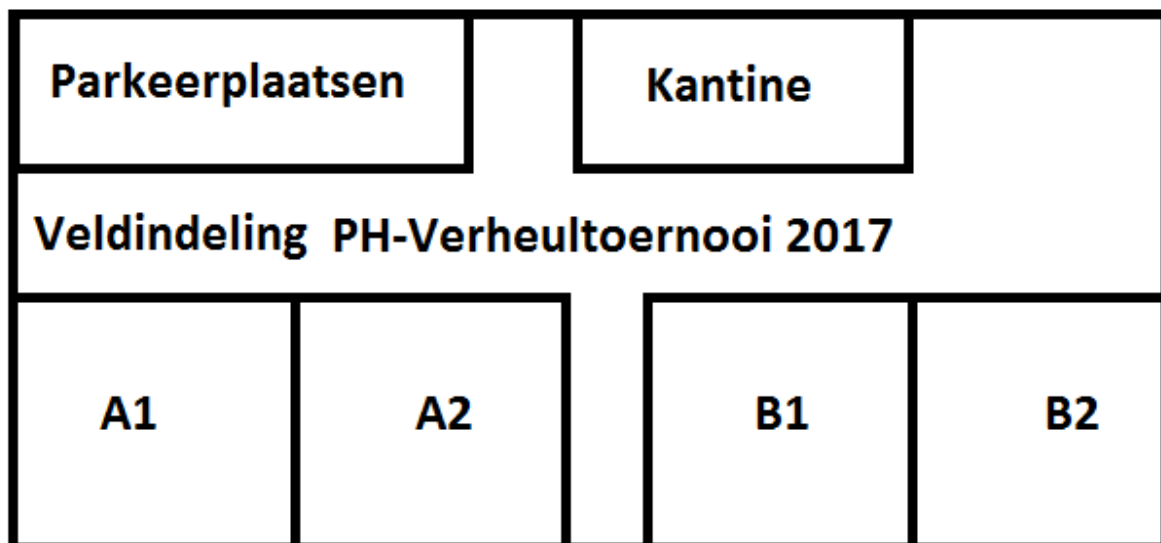 Parkeerplaatsen Kantine
Veldindeling PH-Verheultoernooi 2017
A1 A2 B1 B2